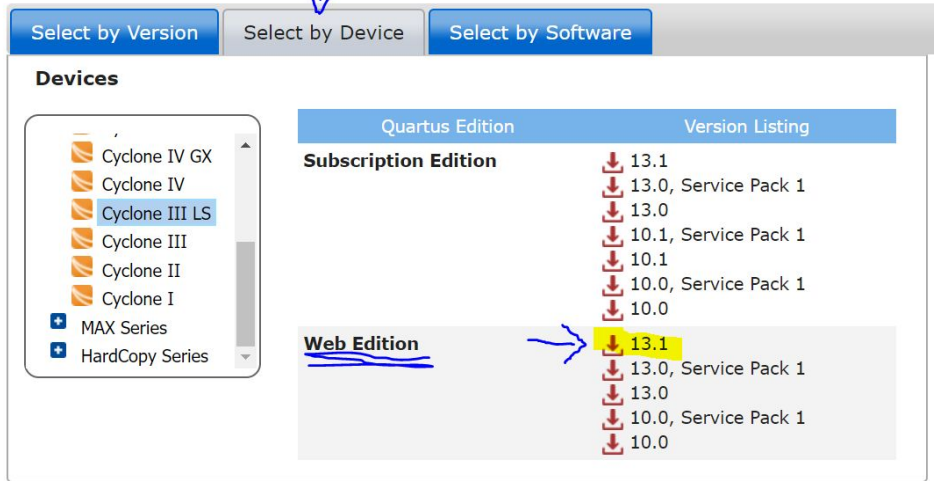 Select by Version
Select by Device
Select by Software
Devices
Cyclone IV GX
Cyclone IV
Cyclone III LS
Cyclone III
Cyclone II
Cyclone I
MAX Series
HardCopy Series
Quartus Edition
Version Listing
Subscription Edition
13.1
13.0, Service Pack 1
13.0
10.1, Service Pack 1
10.1
10.0, Service Pack 1
10.0
Web Edition
13.1
13.0, Service Pack 1
13.0
10.0, Service Pack 1
10.0